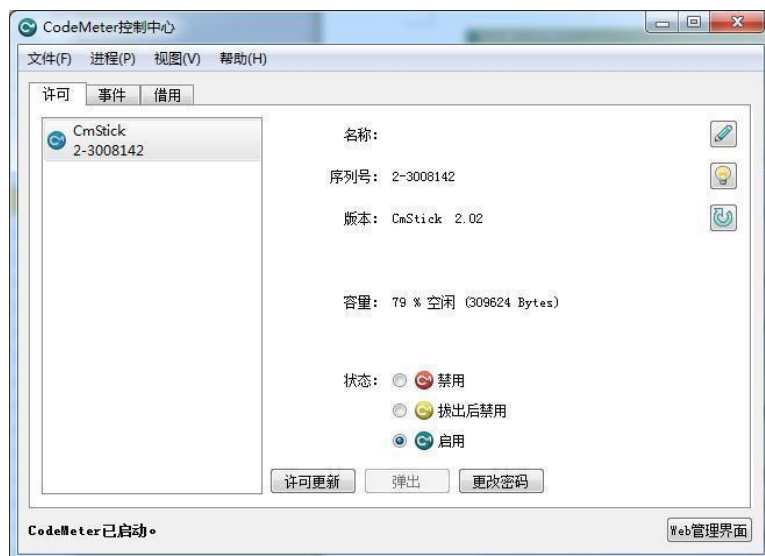 CodeMeter控制中心
文件(F) 进程(P) 视图(V) 帮助(H)
许可 事件 借用
CmStick
2-3008142
名称：
序列号： 2-3008142
版本： CmStick 2.02
容量： 79 % 空闲 (309624 Bytes)
状态： 禁用
拔出后禁用
启用
许可更新 弹出 更改密码
CodeMeter已启动。 Web管理界面